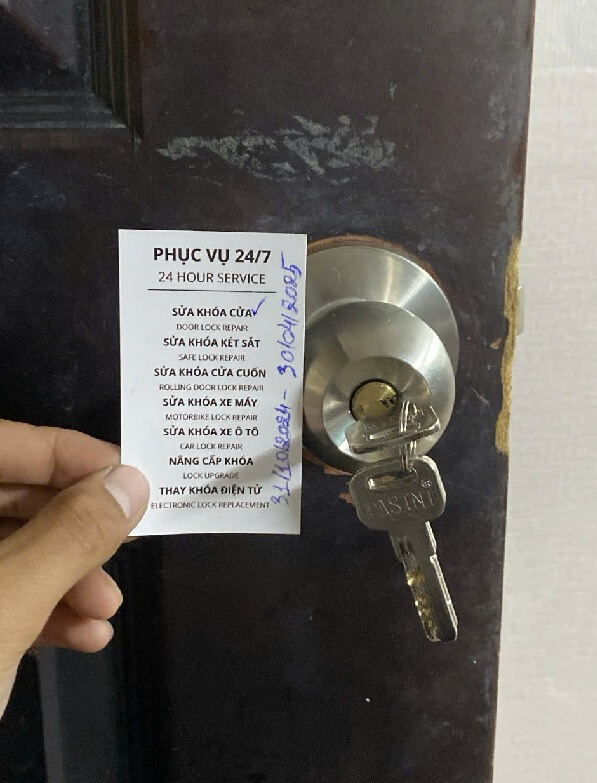 PHỤC VỤ 24/7
24 HOUR SERVICE
SỬA KHÓA CỬA
DOOR LOCK REPAIR
SỬA KHÓA KÉT SẮT
SAFE LOCK REPAIR
SỬA KHÓA CỬA CUỐN
ROLLING DOOR LOCK REPAIR
SỬA KHÓA XE MÁY
MOTORBIKE LOCK REPAIR
SỬA KHÓA XE Ô TÔ
CAR LOCK REPAIR
NÂNG CẤP KHÓA
LOCK UPGRADE
THAY KHÓA ĐIỆN TỬ
ELECTRONIC LOCK REPLACEMENT
31/10/2024 - 30/04/2025
PASINI